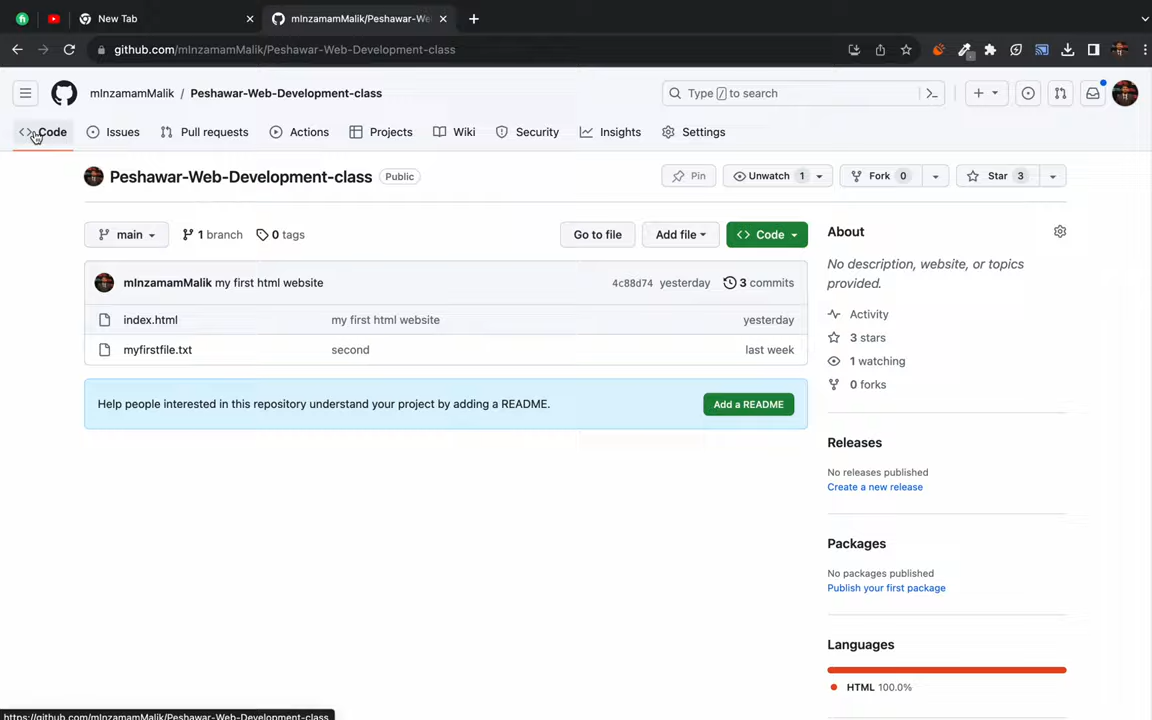 New Tab
mInzamamMalik/Peshawar-We
github.com/mInzamamMalik/Peshawar-Web-Development-class
mInzamamMalik / Peshawar-Web-Development-class
Type / to search
Code
Issues
Pull requests
Actions
Projects
Wiki
Security
Insights
Settings
Peshawar-Web-Development-class
Public
Pin
Unwatch 1
Fork 0
Star 3
main
1 branch
0 tags
Go to file
Add file
Code
mInzamamMalik my first html website
4c88d74 yesterday
3 commits
index.html
my first html website
yesterday
myfirstfile.txt
second
last week
Help people interested in this repository understand your project by adding a README.
Add a README
About
No description, website, or topics
provided.
Activity
3 stars
1 watching
0 forks
Releases
No releases published
Create a new release
Packages
No packages published
Publish your first package
Languages
HTML 100.0%
https://github.com/mInzamamMalik/Peshawar-Web-Development-class